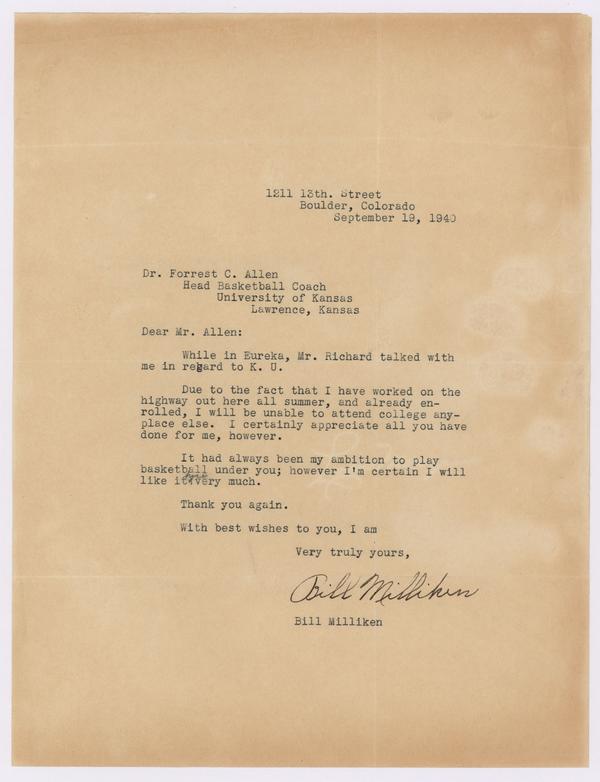 1211 13th. Street
Boulder, Colorado
September 19, 1940
Dr. Forrest C. Allen
Head Basketball Coach
University of Kansas
Lawrence, Kansas
Dear Mr. Allen:
While in Eureka, Mr. Richard talked with
me in regard to K. U.
Due to the fact that I have worked on the
highway out here all summer, and already en-
rolled, I will be unable to attend college any-
place else. I certainly appreciate all you have
done for me, however.
It had always been my ambition to play
basketball under you; however I'm certain I will
like it very much.
Thank you again.
With best wishes to you, I am
Very truly yours,
Bill Milliken
Bill Milliken